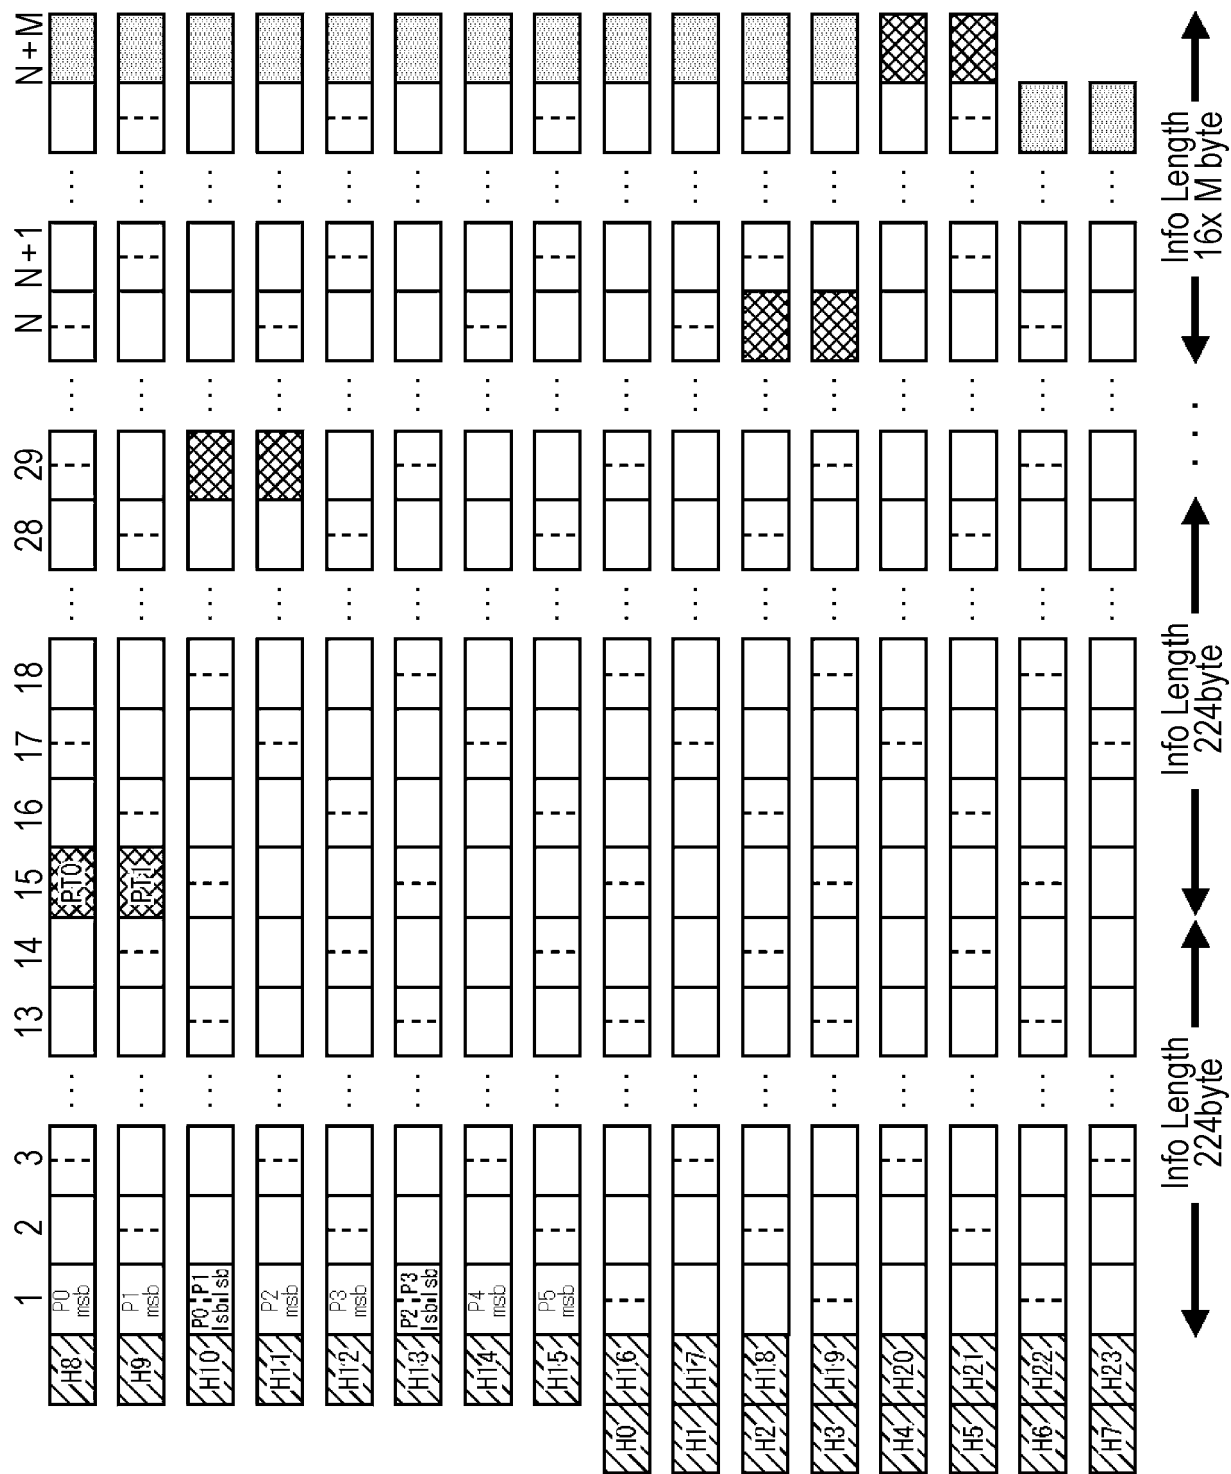 1 2 3 13 14 15 16 17 18 28 29 N N+1 N+M
H8 P0 PT0
msb
H9 P1 PT1
msb
H10 P0 P1
lsb lsb
H11 P2
msb
H12 P3
msb
H13 P2 P3
lsb lsb
H14 P4
msb
H15 P5
msb
H0 H16
H1 H17
H2 H18
H3 H19
H4 H20
H5 H21
H6 H22
H7 H23
Info Length Info Length ... Info Length
224byte 224byte 16x M byte